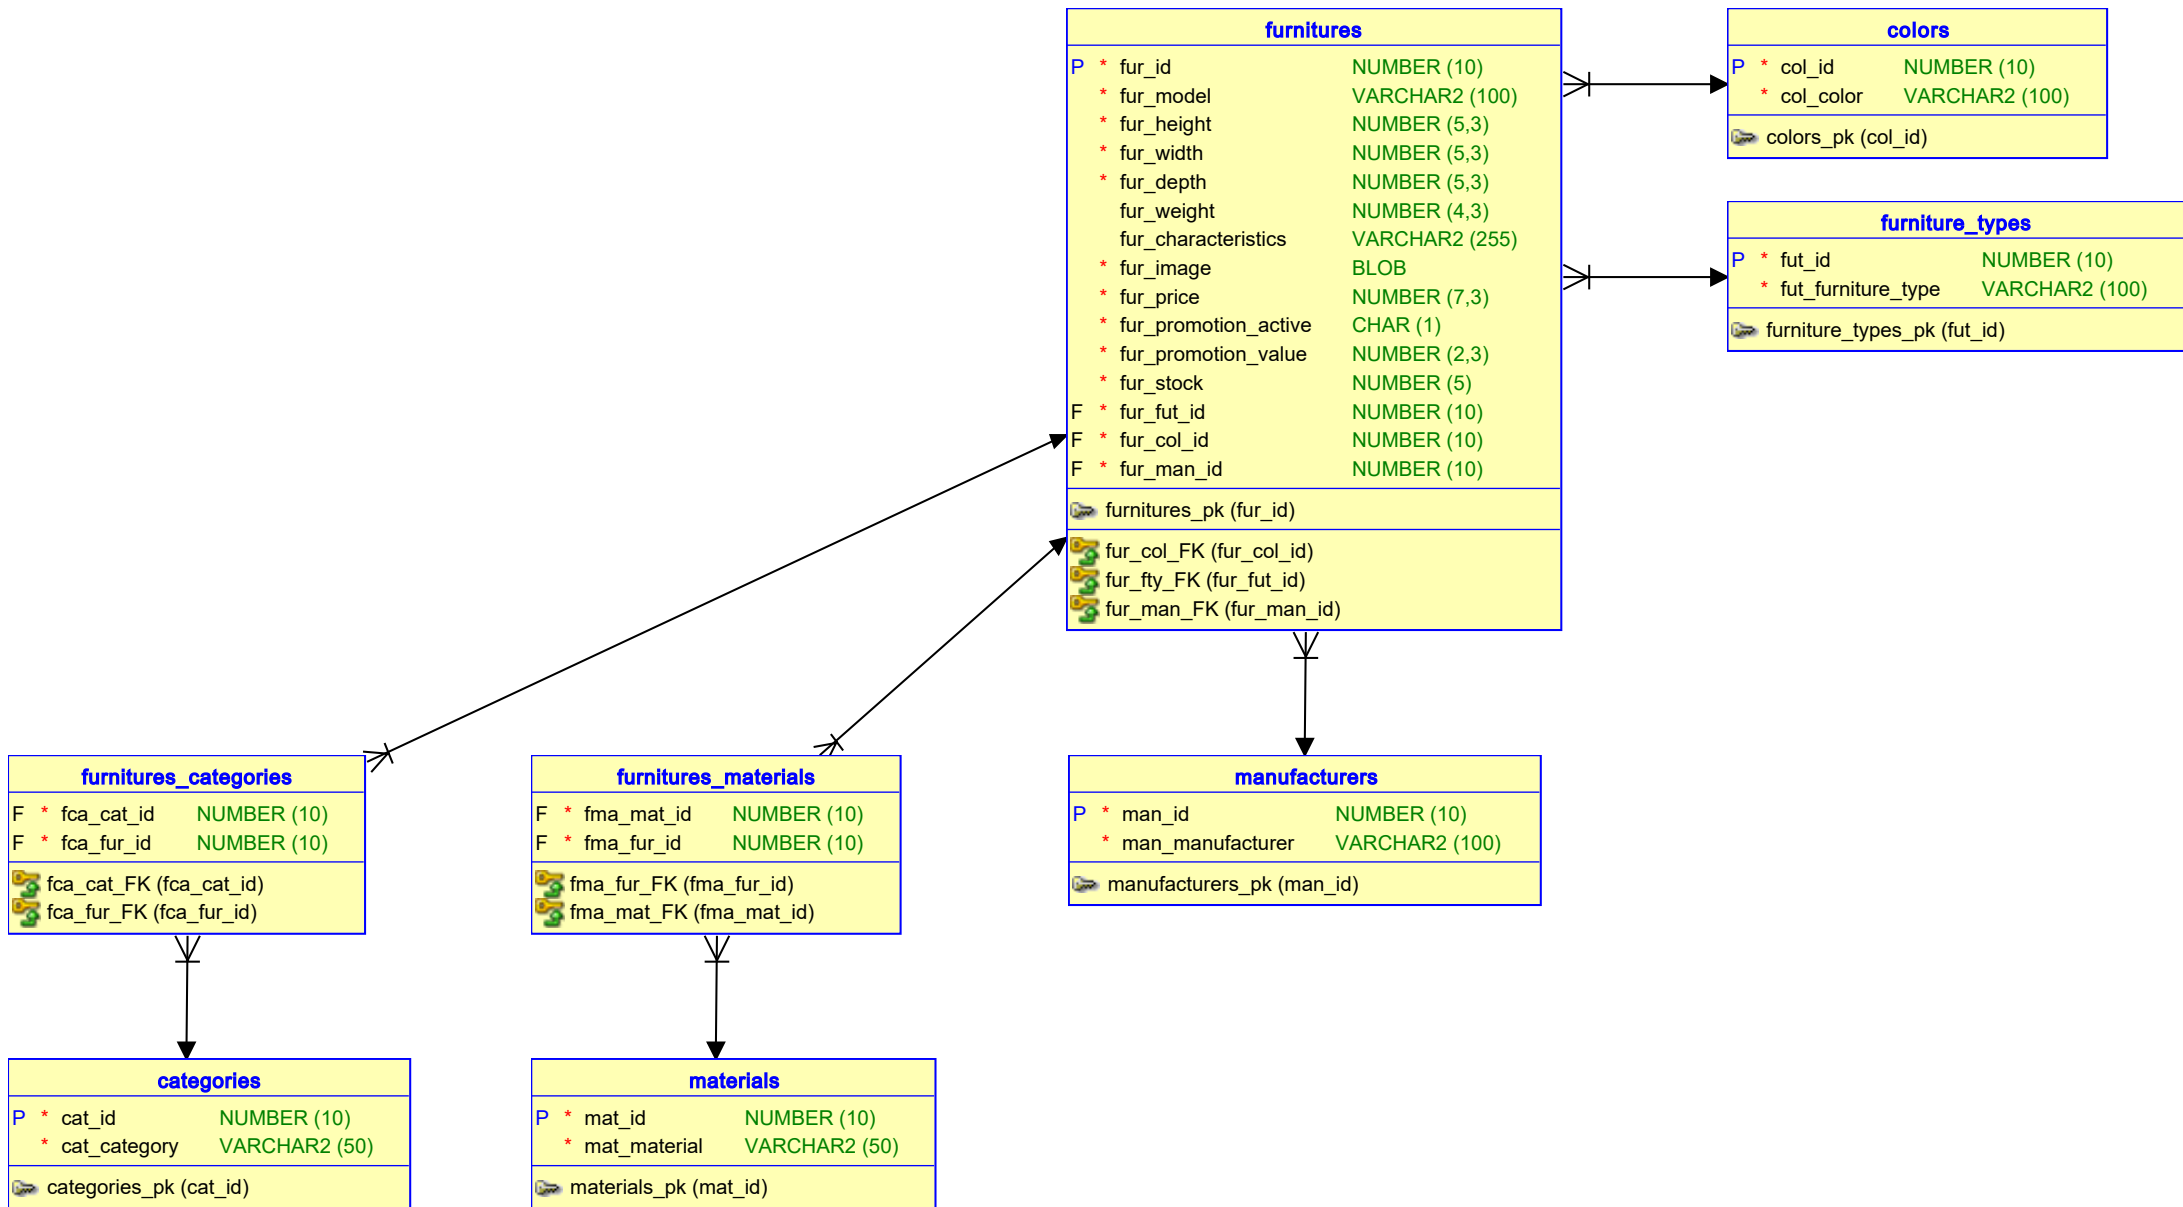 furnitures
P * fur_id NUMBER (10)
* fur_model VARCHAR2 (100)
* fur_height NUMBER (5,3)
* fur_width NUMBER (5,3)
* fur_depth NUMBER (5,3)
fur_weight NUMBER (4,3)
fur_characteristics VARCHAR2 (255)
* fur_image BLOB
* fur_price NUMBER (7,3)
* fur_promotion_active CHAR (1)
* fur_promotion_value NUMBER (2,3)
* fur_stock NUMBER (5)
F * fur_fut_id NUMBER (10)
F * fur_col_id NUMBER (10)
F * fur_man_id NUMBER (10)
furnitures_pk (fur_id)
fur_col_FK (fur_col_id)
fur_fty_FK (fur_fut_id)
fur_man_FK (fur_man_id)
colors
P * col_id NUMBER (10)
* col_color VARCHAR2 (100)
colors_pk (col_id)
furniture_types
P * fut_id NUMBER (10)
* fut_furniture_type VARCHAR2 (100)
furniture_types_pk (fut_id)
furnitures_categories
F * fca_cat_id NUMBER (10)
F * fca_fur_id NUMBER (10)
fca_cat_FK (fca_cat_id)
fca_fur_FK (fca_fur_id)
furnitures_materials
F * fma_mat_id NUMBER (10)
F * fma_fur_id NUMBER (10)
fma_fur_FK (fma_fur_id)
fma_mat_FK (fma_mat_id)
manufacturers
P * man_id NUMBER (10)
* man_manufacturer VARCHAR2 (100)
manufacturers_pk (man_id)
categories
P * cat_id NUMBER (10)
* cat_category VARCHAR2 (50)
categories_pk (cat_id)
materials
P * mat_id NUMBER (10)
* mat_material VARCHAR2 (50)
materials_pk (mat_id)